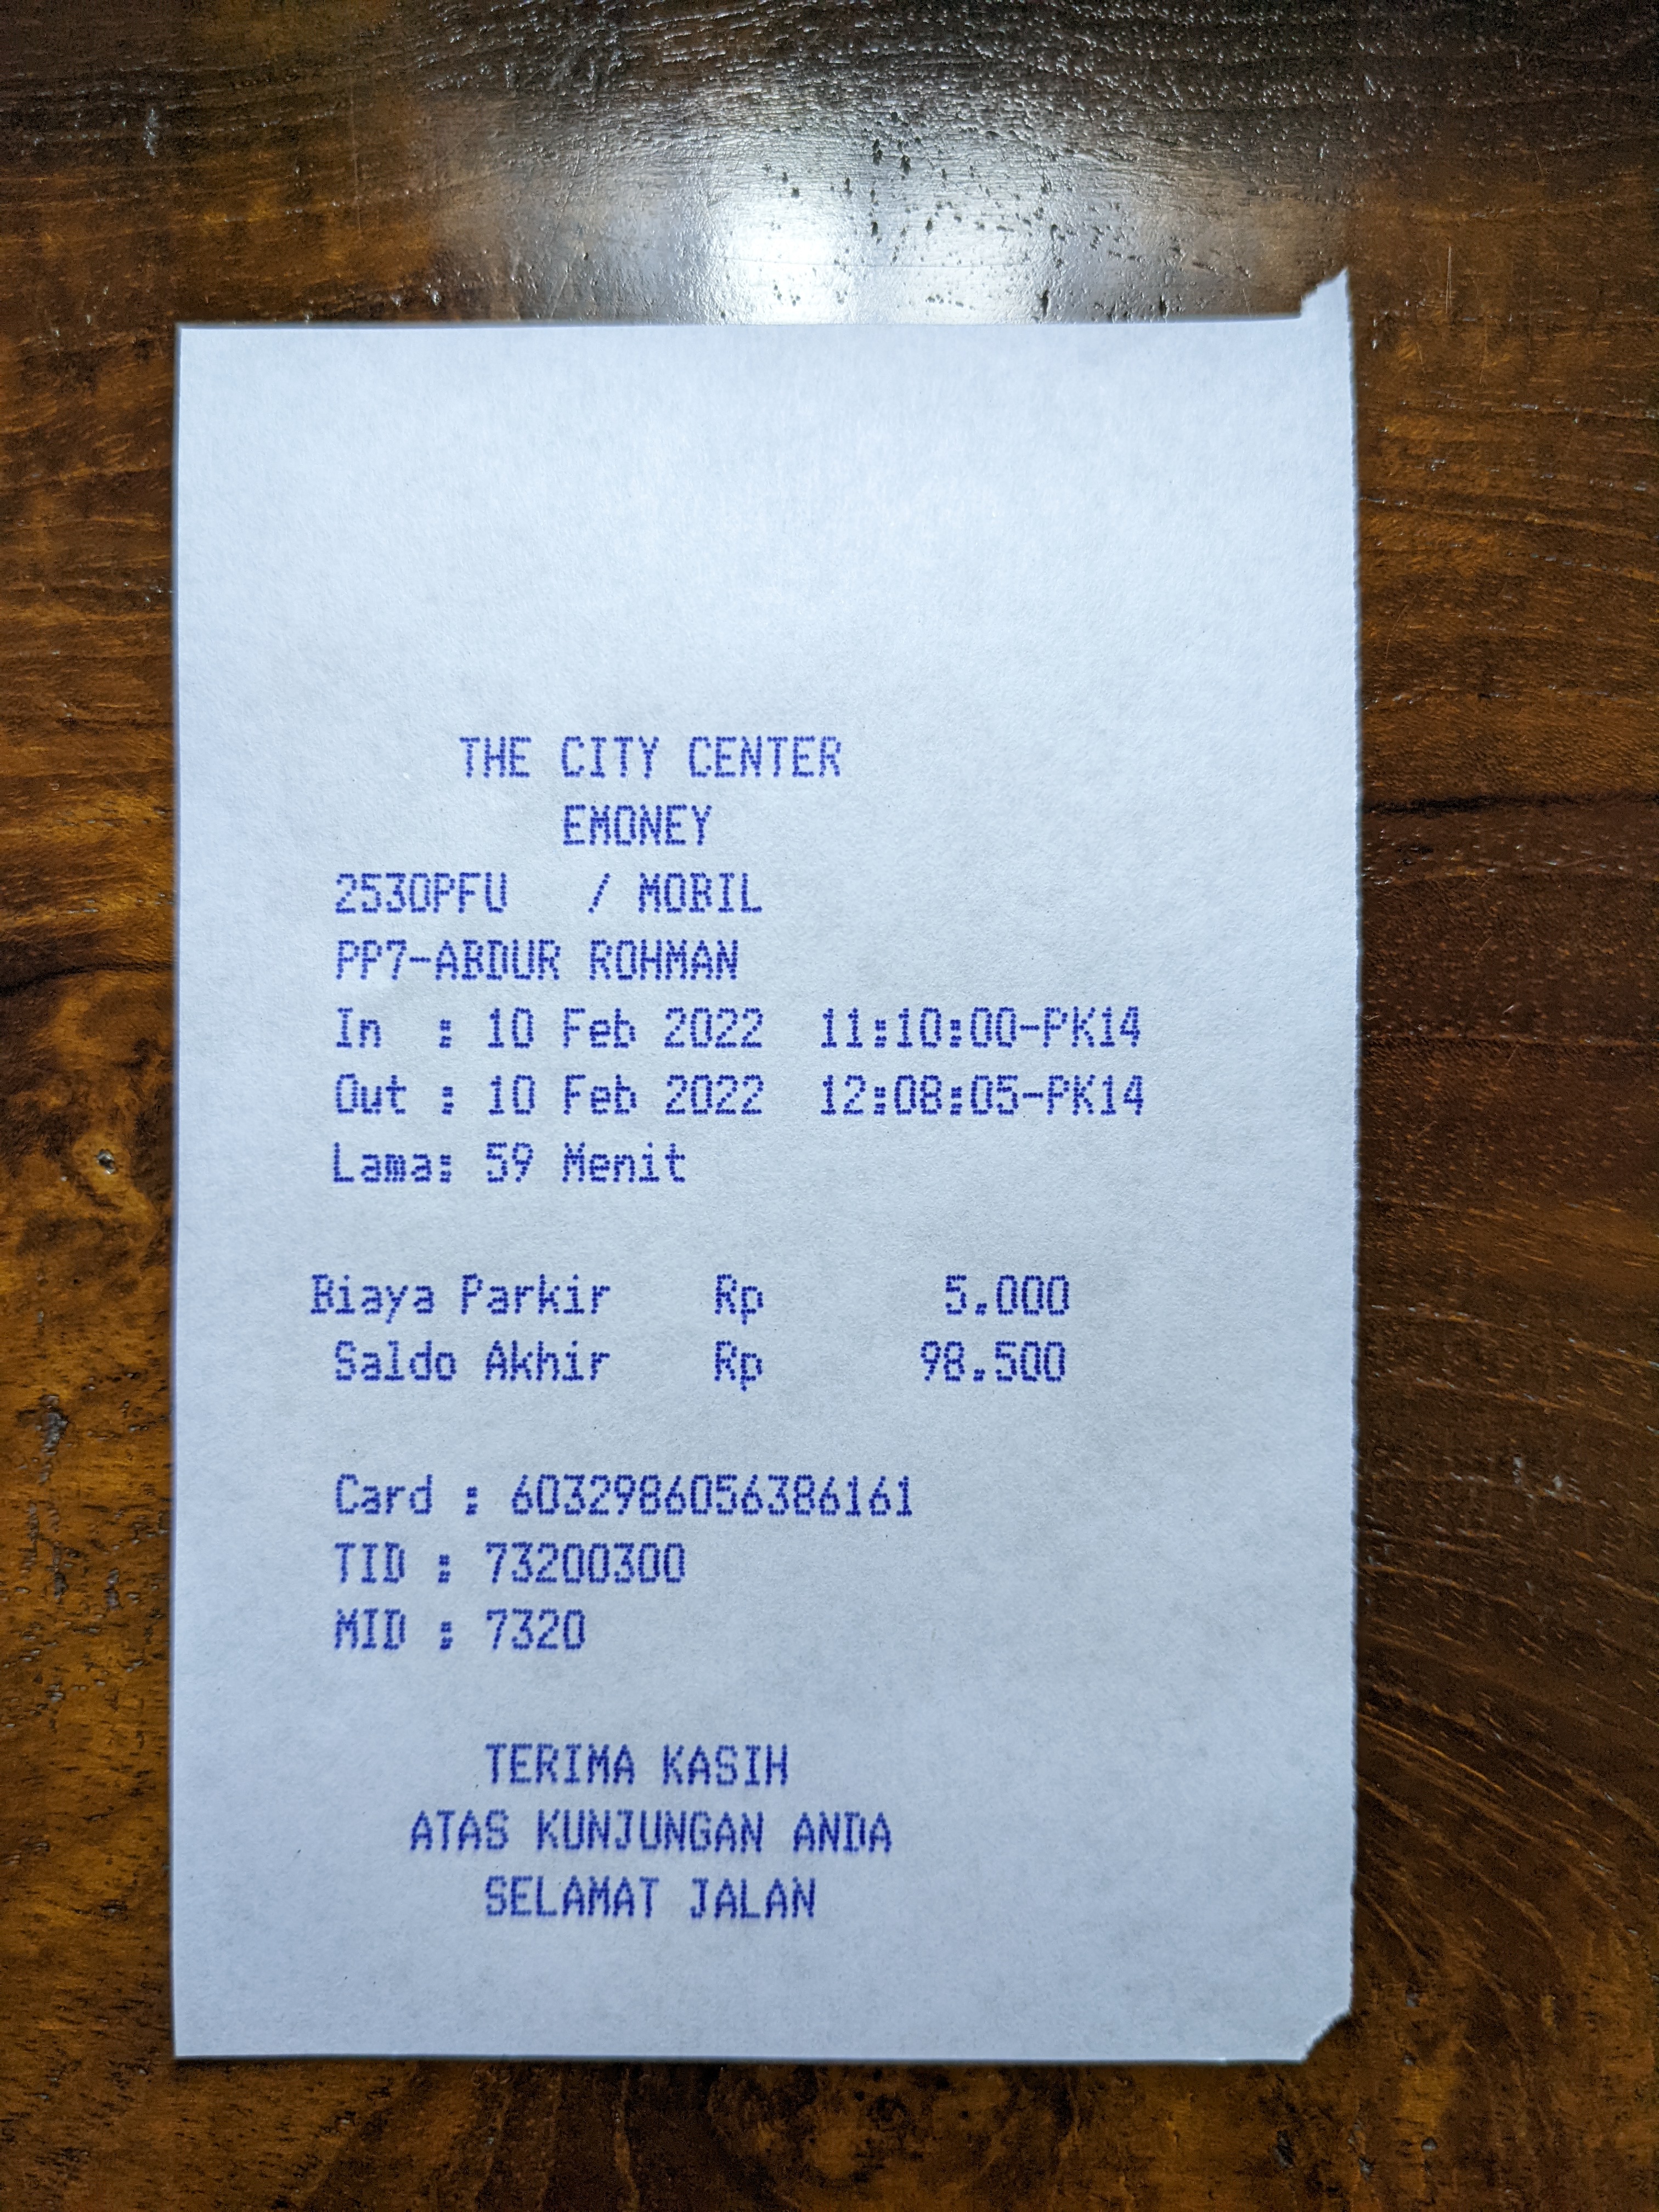 THE CITY CENTER
EMONEY
2530PFU / MOBIL
PP7-ABDUR ROHMAN
In : 10 Feb 2022 11:10:00-PK14
Out : 10 Feb 2022 12:08:05-PK14
Lama: 59 Menit
Biaya Parkir Rp 5.000
Saldo Akhir Rp 98.500
Card : 6032986056386161
TID : 73200300
MID : 7320
TERIMA KASIH
ATAS KUNJUNGAN ANDA
SELAMAT JALAN